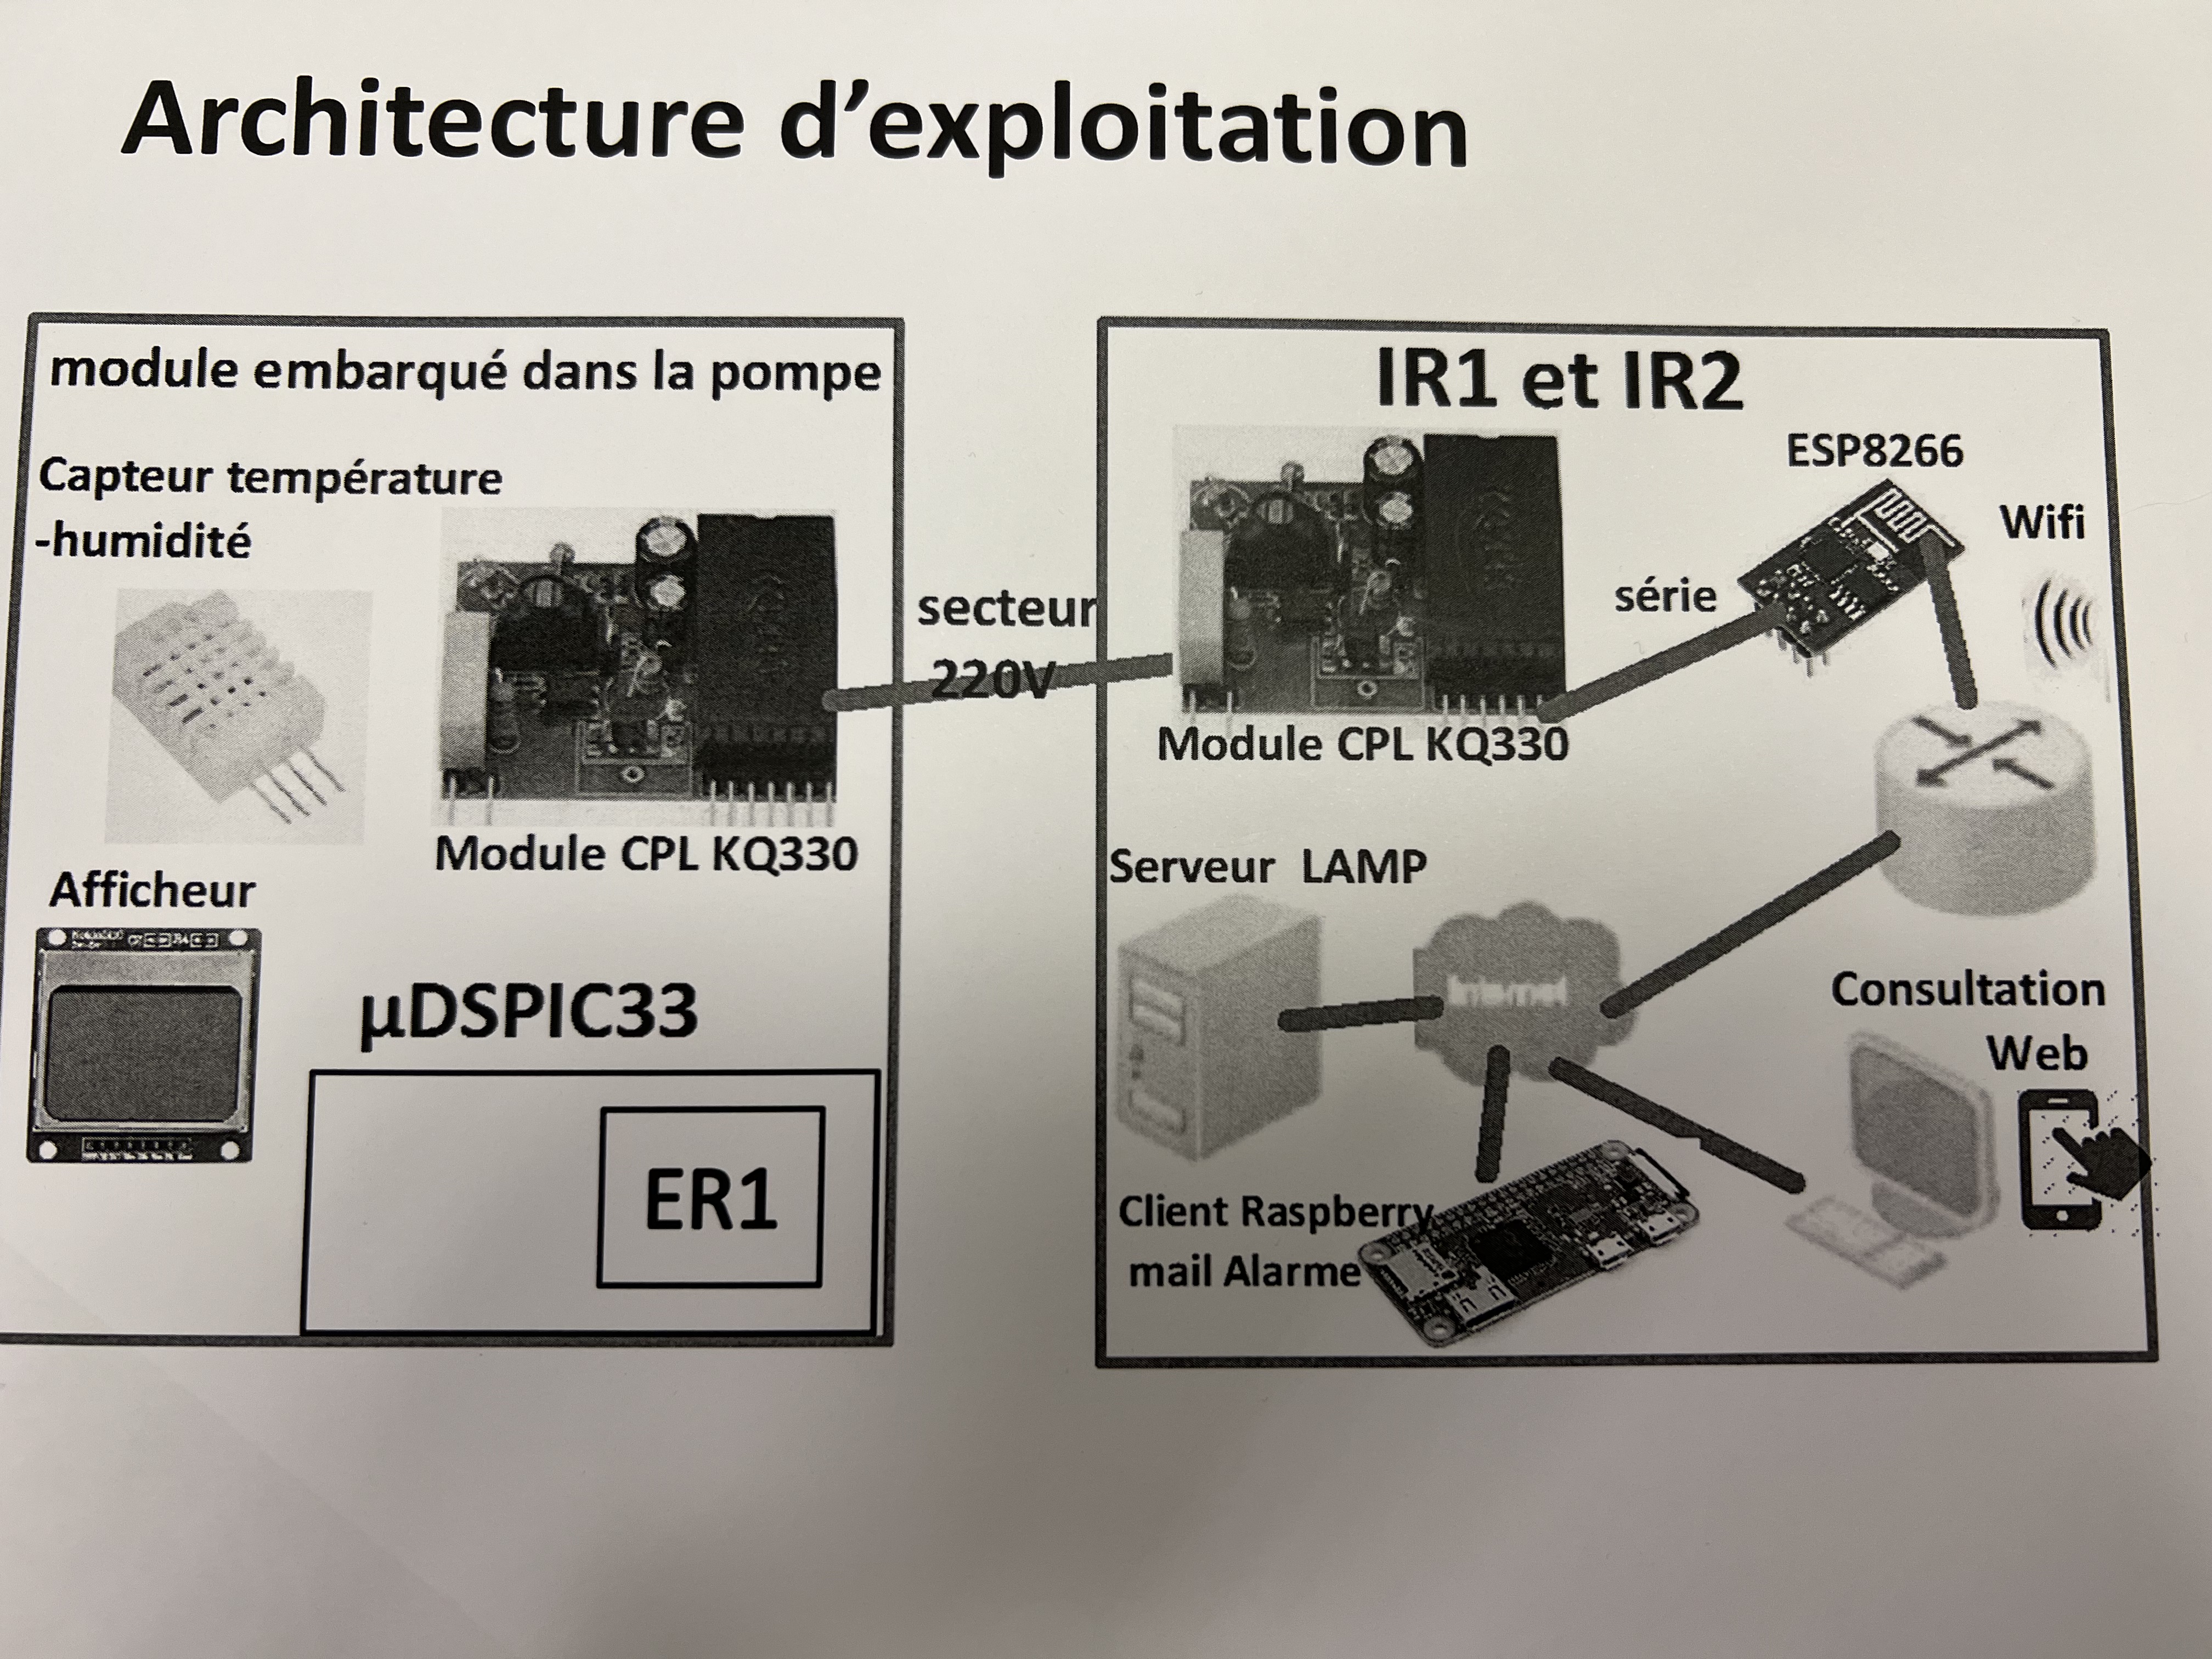 Architecture d'exploitation
module embarqué dans la pompe
Capteur température
-humidité
Module CPL KQ330
Afficheur
µDSPIC33
ER1
secteur
220V
IR1 et IR2
ESP8266
Wifi
série
Module CPL KQ330
Serveur LAMP
Internet
Consultation
Web
Client Raspberry
mail Alarme